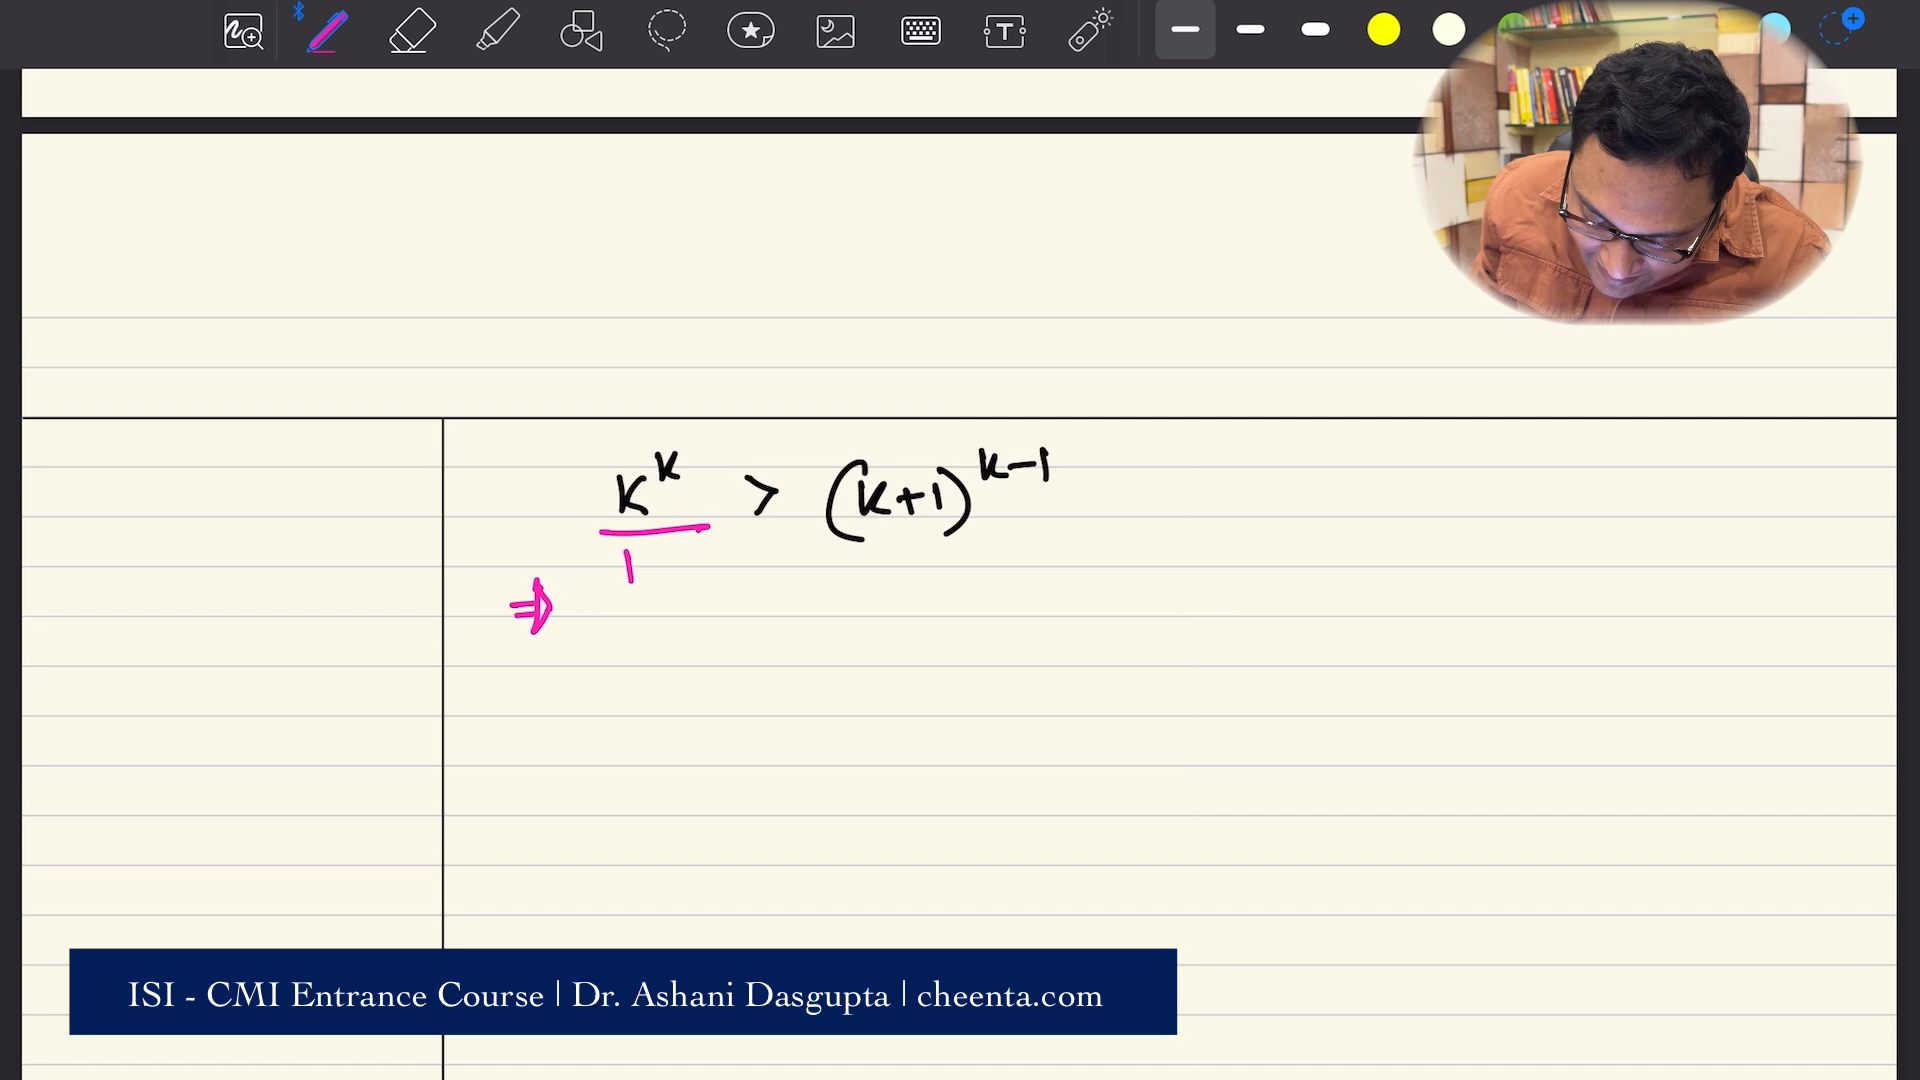 k^k > (k+1)^{k-1}
1
⇒
ISI - CMI Entrance Course | Dr. Ashani Dasgupta | cheenta.com